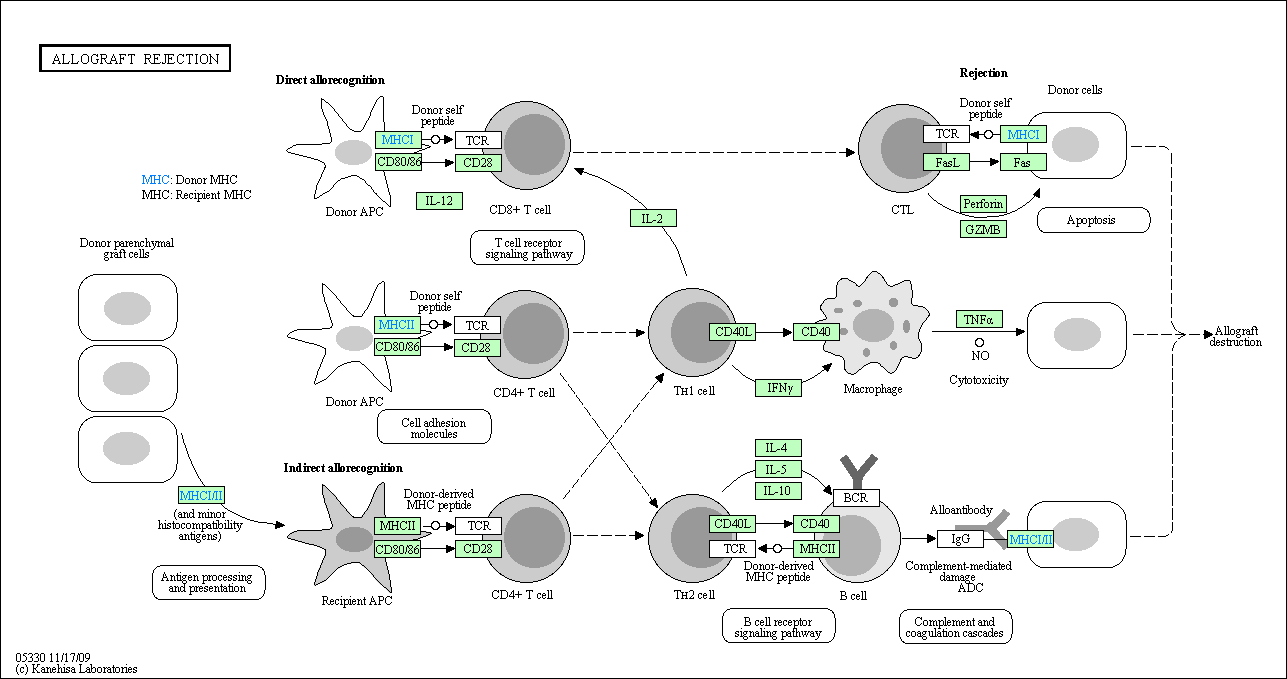 ALLOGRAFT REJECTION
Direct allorecognition
Rejection
Donor cells
Donor self
peptide
MHCI
TCR
CD80/86
CD28
IL-12
Donor APC
CD8+ T cell
T cell receptor
signaling pathway
IL-2
Donor self
peptide
TCR
MHCI
FasL
Fas
CTL
Perforin
GZMB
Apoptosis
MHC: Donor MHC
MHC: Recipient MHC
Donor parenchymal
graft cells
Donor self
peptide
MHCII
TCR
CD80/86
CD28
Donor APC
CD4+ T cell
Cell adhesion
molecules
CD40L
CD40
IFNγ
TH1 cell
Macrophage
TNFα
NO
Cytotoxicity
Allograft
destruction
MHCI/II
(and minor
histocompatibility
antigens)
Antigen processing
and presentation
Indirect allorecognition
Donor-derived
MHC peptide
MHCII
TCR
CD80/86
CD28
Recipient APC
CD4+ T cell
IL-4
IL-5
IL-10
BCR
CD40L
CD40
TCR
MHCII
Donor-derived
MHC peptide
TH2 cell
B cell
B cell receptor
signaling pathway
Alloantibody
IgG
MHCI/II
Complement-mediated
damage
ADC
Complement and
coagulation cascades
05330 11/17/09
(c) Kanehisa Laboratories